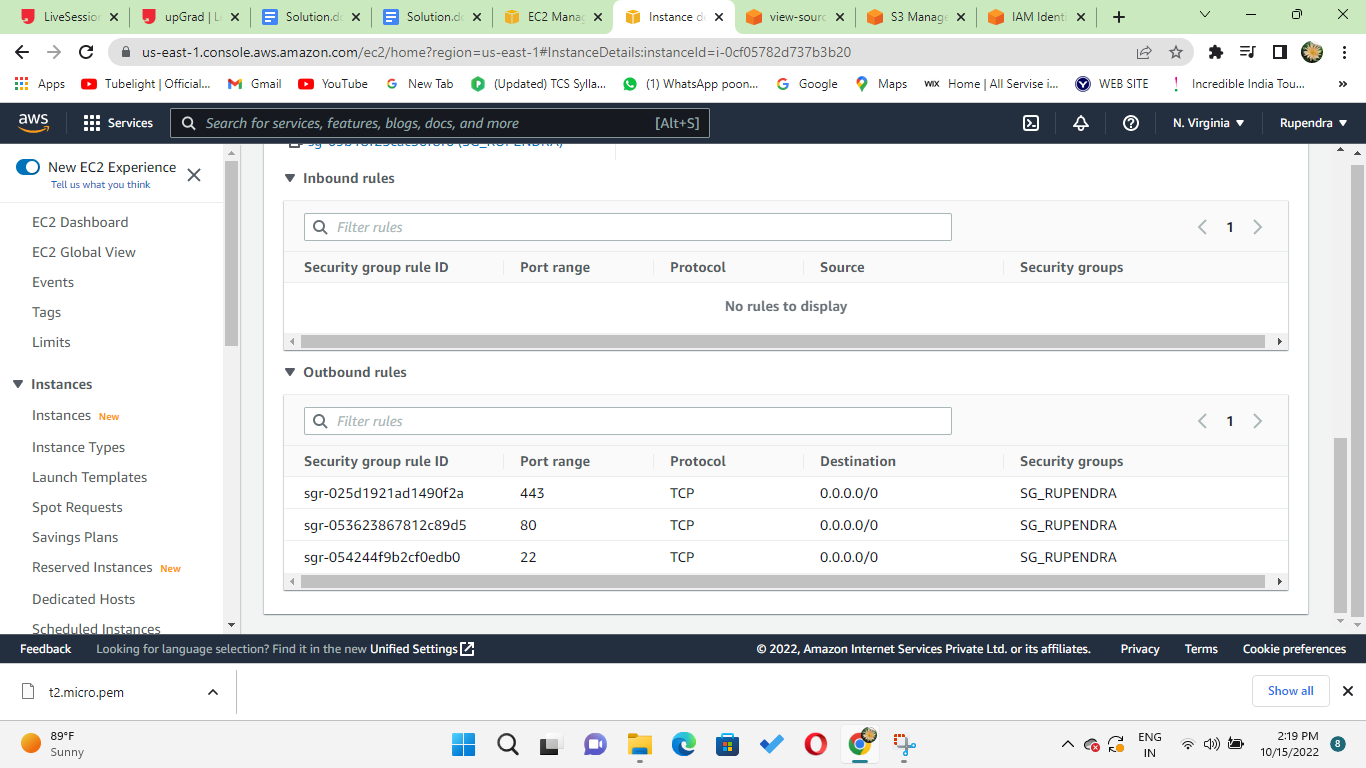 LiveSession
upGrad | Le
Solution.do
Solution.do
EC2 Manag
Instance de
view-sourc
S3 Manage
IAM Identi
us-east-1.console.aws.amazon.com/ec2/home?region=us-east-1#InstanceDetails:instanceId=i-0cf05782d737b3b20
Apps
Tubelight | Official...
Gmail
YouTube
New Tab
(Updated) TCS Sylla...
(1) WhatsApp poon...
Google
Maps
WIX Home | All Servise i...
WEB SITE
Incredible India Tou...
»
aws
Services
Search for services, features, blogs, docs, and more [Alt+S]
N. Virginia
Rupendra
New EC2 Experience
Tell us what you think
EC2 Dashboard
EC2 Global View
Events
Tags
Limits
Instances
Instances New
Instance Types
Launch Templates
Spot Requests
Savings Plans
Reserved Instances New
Dedicated Hosts
Scheduled Instances
(SG_RUPENDRA)
Inbound rules
Filter rules
1
Security group rule ID Port range Protocol Source Security groups
No rules to display
Outbound rules
Filter rules
1
Security group rule ID Port range Protocol Destination Security groups
sgr-025d1921ad1490f2a 443 TCP 0.0.0.0/0 SG_RUPENDRA
sgr-053623867812c89d5 80 TCP 0.0.0.0/0 SG_RUPENDRA
sgr-054244f9b2cf0edb0 22 TCP 0.0.0.0/0 SG_RUPENDRA
Feedback Looking for language selection? Find it in the new Unified Settings
© 2022, Amazon Internet Services Private Ltd. or its affiliates. Privacy Terms Cookie preferences
t2.micro.pem
Show all
89°F
Sunny
ENG
IN
2:19 PM
10/15/2022
8